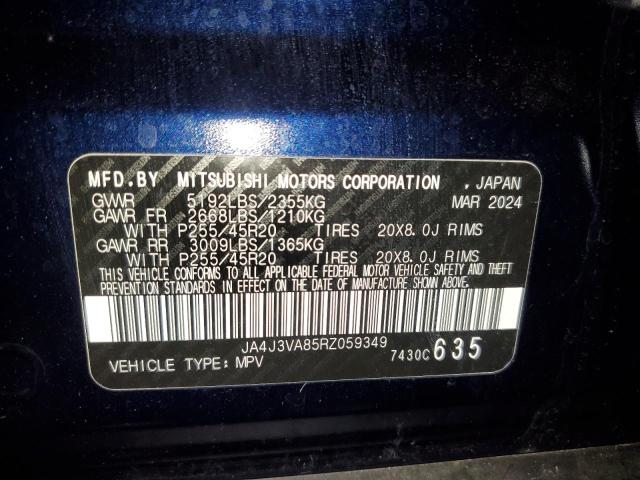 MFD.BY MITSUBISHI MOTORS CORPORATION , JAPAN
GVWR 5192LBS/2355KG MAR 2024
GAWR FR 2668LBS/1210KG
WITH P255/45R20 TIRES 20X8.0J RIMS
GAWR RR 3009LBS/1365KG
WITH P255/45R20 TIRES 20X8.0J RIMS
THIS VEHICLE CONFORMS TO ALL APPLICABLE FEDERAL MOTOR VEHICLE SAFETY AND THEFT
PREVENTION STANDARDS IN EFFECT ON THE DATE OF MANUFACTURE SHOWN ABOVE.
JA4J3VA85RZ059349 7430C 635
VEHICLE TYPE: MPV